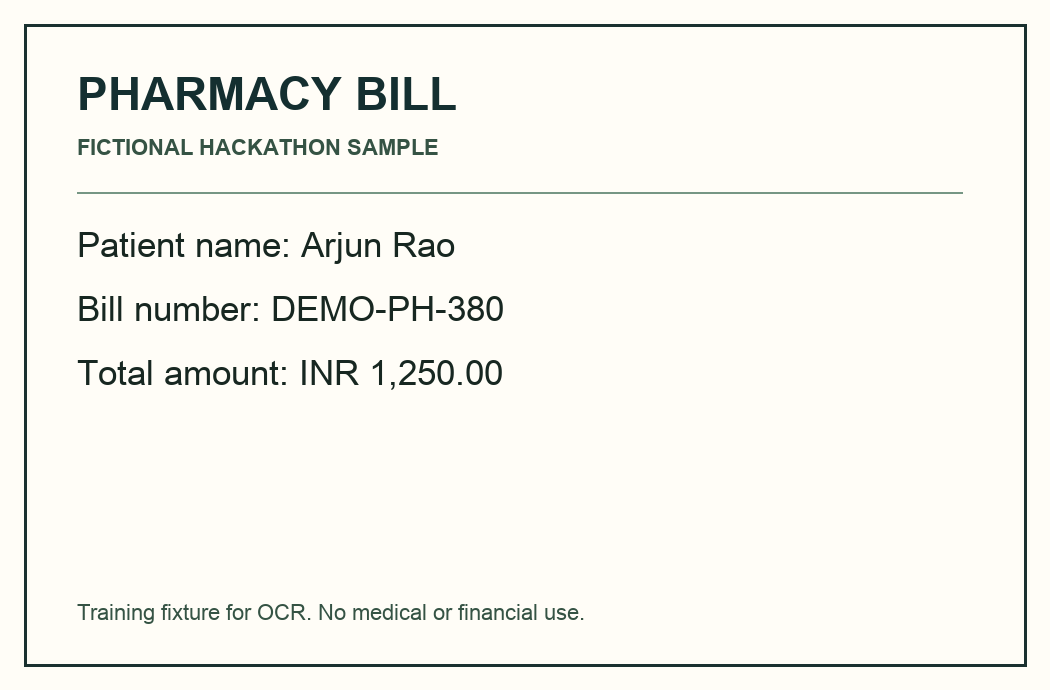 PHARMACY BILL
FICTIONAL HACKATHON SAMPLE
Patient name: Arjun Rao
Bill number: DEMO-PH-380
Total amount: INR 1,250.00
Training fixture for OCR. No medical or financial use.